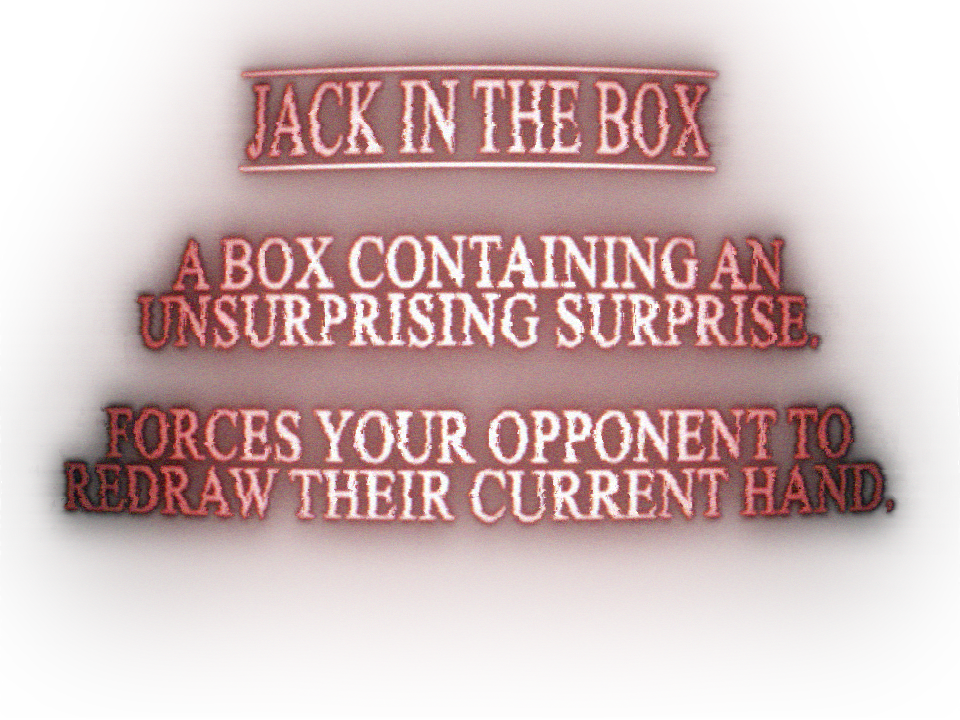 JACK IN THE BOX
A BOX CONTAINING AN
UNSURPRISING SURPRISE.
FORCES YOUR OPPONENT TO
REDRAW THEIR CURRENT HAND.